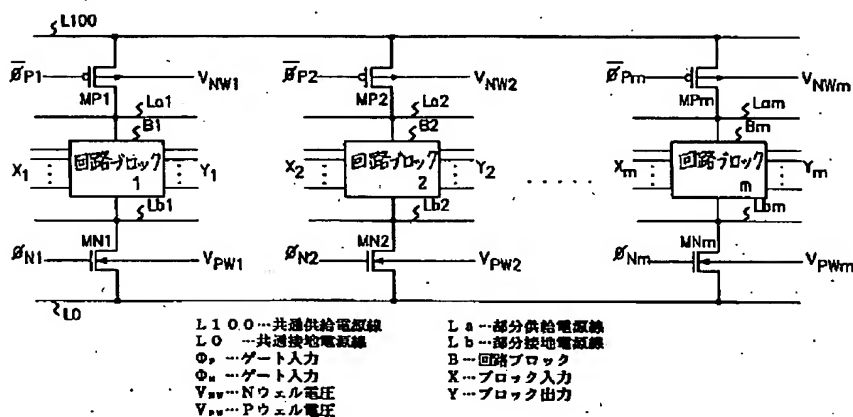 L100
φ̅P1 MP1 VNW1 φ̅P2 MP2 VNW2 φ̅Pm MPm VNWm
La1 La2 Lam
B1 B2 Bm
X1 回路ブロック 1 Y1 X2 回路ブロック 2 Y2 ..... Xm 回路ブロック m Ym
Lb1 Lb2 Lbm
φN1 MN1 VPW1 φN2 MN2 VPW2 φNm MNm VPWm
L0
L100…共通供給電源線 La…部分供給電源線
L0…共通接地電源線 Lb…部分接地電源線
ΦP…ゲート入力 B…回路ブロック
ΦN…ゲート入力 X…ブロック入力
VNW…Nウェル電圧 Y…ブロック出力
VPW…Pウェル電圧